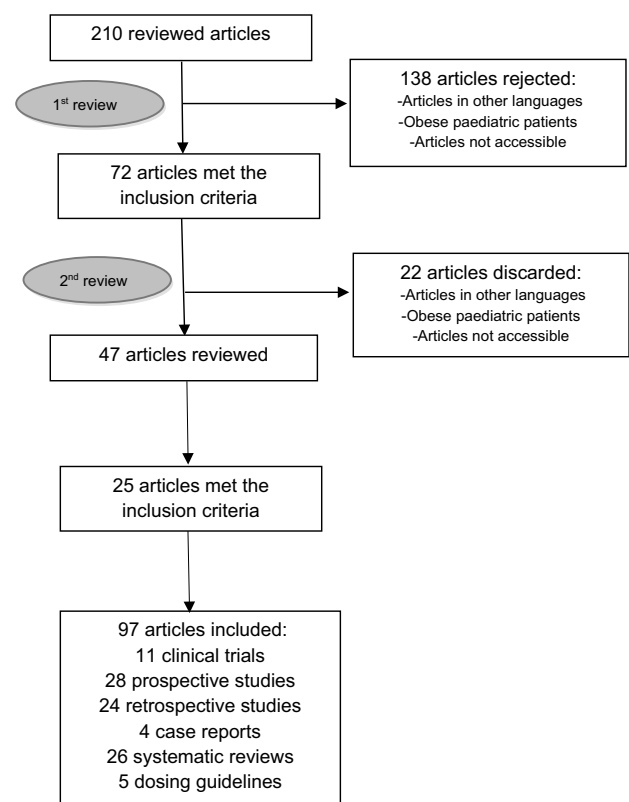 210 reviewed articles
1st review
138 articles rejected:
-Articles in other languages
-Obese paediatric patients
-Articles not accessible
72 articles met the
inclusion criteria
2nd review
22 articles discarded:
-Articles in other languages
-Obese paediatric patients
-Articles not accessible
47 articles reviewed
25 articles met the
inclusion criteria
97 articles included:
11 clinical trials
28 prospective studies
24 retrospective studies
4 case reports
26 systematic reviews
5 dosing guidelines